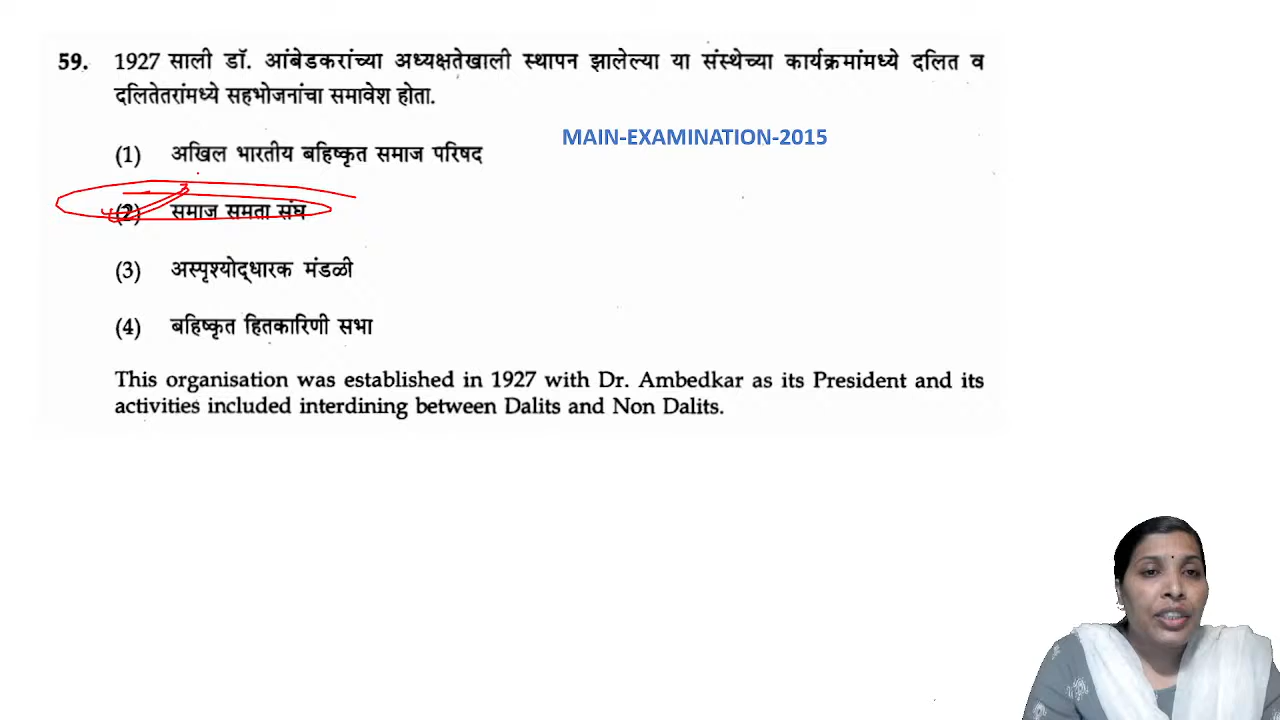 59. 1927 साली डॉ. आंबेडकरांच्या अध्यक्षतेखाली स्थापन झालेल्या या संस्थेच्या कार्यक्रमांमध्ये दलित व
दलितेतरांमध्ये सहभोजनांचा समावेश होता.
MAIN-EXAMINATION-2015
(1) अखिल भारतीय बहिष्कृत समाज परिषद
(2) समाज समता संघ
(3) अस्पृश्योद्धारक मंडळी
(4) बहिष्कृत हितकारिणी सभा
This organisation was established in 1927 with Dr. Ambedkar as its President and its
activities included interdining between Dalits and Non Dalits.